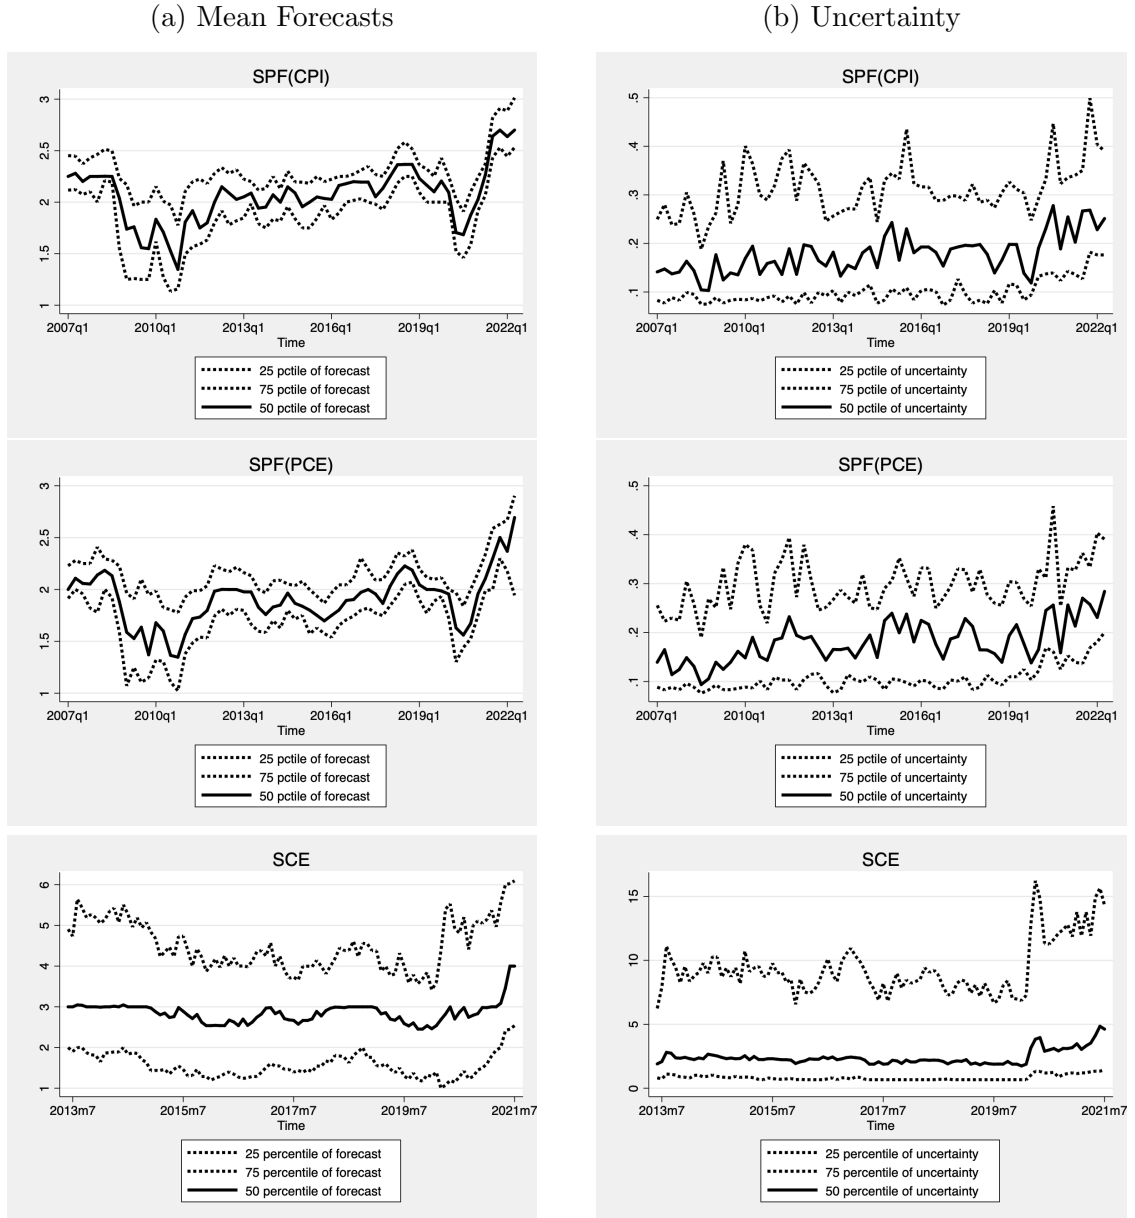 (a) Mean Forecasts
(b) Uncertainty
SPF(CPI)
3
2.5
2
1.5
1
2007q1 2010q1 2013q1 2016q1 2019q1 2022q1
Time
25 pctile of forecast
75 pctile of forecast
50 pctile of forecast
SPF(CPI)
.5
.4
.3
.2
.1
2007q1 2010q1 2013q1 2016q1 2019q1 2022q1
Time
25 pctile of uncertainty
75 pctile of uncertainty
50 pctile of uncertainty
SPF(PCE)
3
2.5
2
1.5
1
2007q1 2010q1 2013q1 2016q1 2019q1 2022q1
Time
25 pctile of forecast
75 pctile of forecast
50 pctile of forecast
SPF(PCE)
.5
.4
.3
.2
.1
2007q1 2010q1 2013q1 2016q1 2019q1 2022q1
Time
25 pctile of uncertainty
75 pctile of uncertainty
50 pctile of uncertainty
SCE
6
5
4
3
2
1
2013m7 2015m7 2017m7 2019m7 2021m7
Time
25 percentile of forecast
75 percentile of forecast
50 percentile of forecast
SCE
15
10
5
0
2013m7 2015m7 2017m7 2019m7 2021m7
Time
25 percentile of uncertainty
75 percentile of uncertainty
50 percentile of uncertainty